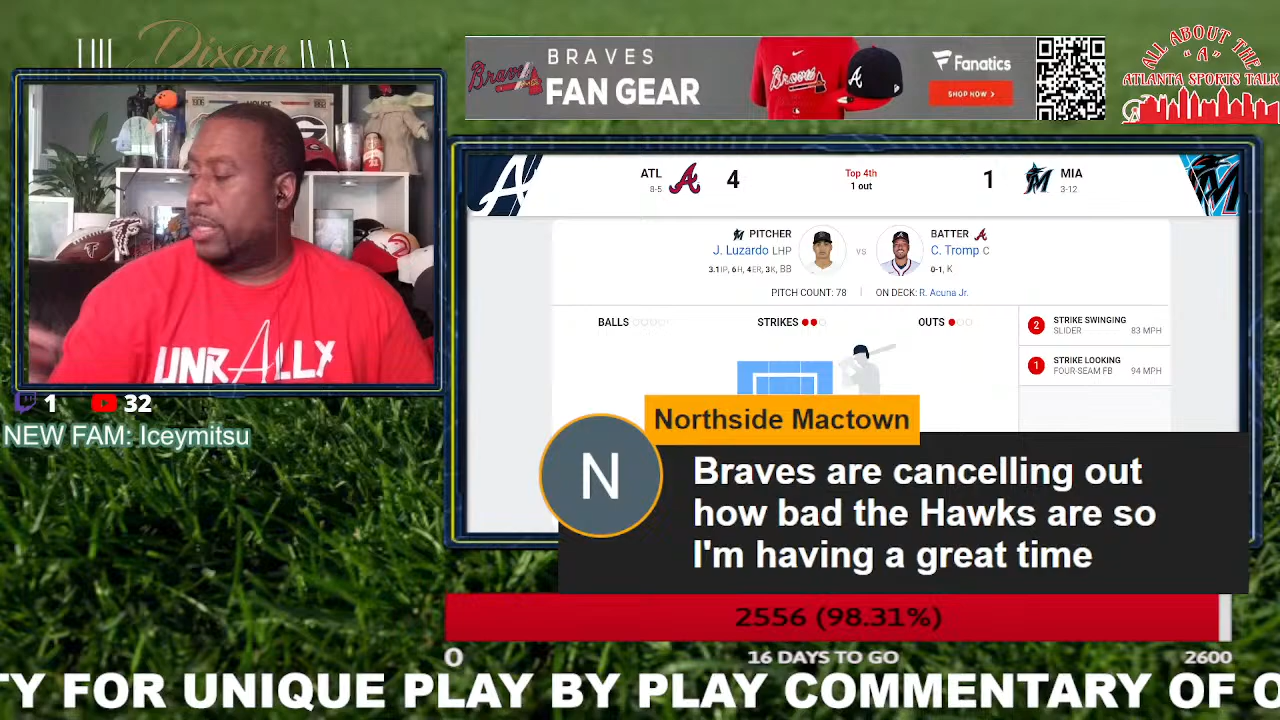 Dixon
BRAVES
FAN GEAR
Braves
Braves
A
Fanatics
SHOP NOW >
ALL ABOUT THE
"A"
ATLANTA SPORTS TALK
ATL
8-5
4
Top 4th
1 out
1
MIA
3-12
PITCHER
J. Luzardo LHP
3.1 IP, 6 H, 4 ER, 3 K, BB
VS
BATTER
C. Tromp C
0-1, K
PITCH COUNT: 78
ON DECK: R. Acuna Jr.
BALLS
STRIKES
OUTS
2
STRIKE SWINGING
SLIDER
83 MPH
1
STRIKE LOOKING
FOUR-SEAM FB
94 MPH
UNRALLY
1
32
NEW FAM: Iceymitsu
Northside Mactown
N
Braves are cancelling out
how bad the Hawks are so
I'm having a great time
2556 (98.31%)
0
16 DAYS TO GO
2600
TY FOR UNIQUE PLAY BY PLAY COMMENTARY OF O